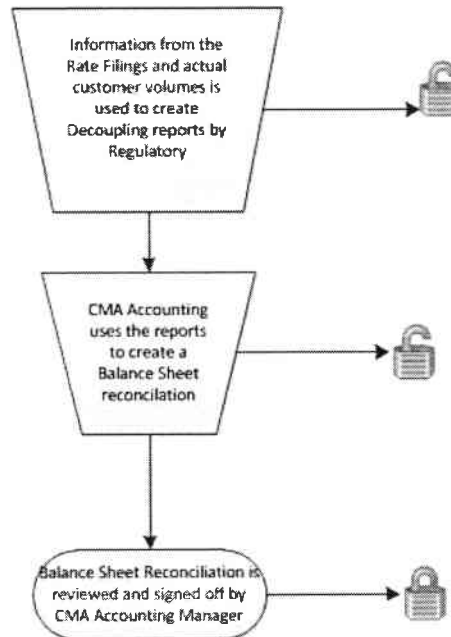 Information from the
Rate Filings and actual
customer volumes is
used to create
Decoupling reports by
Regulatory
CMA Accounting
uses the reports
to create a
Balance Sheet
reconcilation
Balance Sheet Reconciliation is
reviewed and signed off by
CMA Accounting Manager